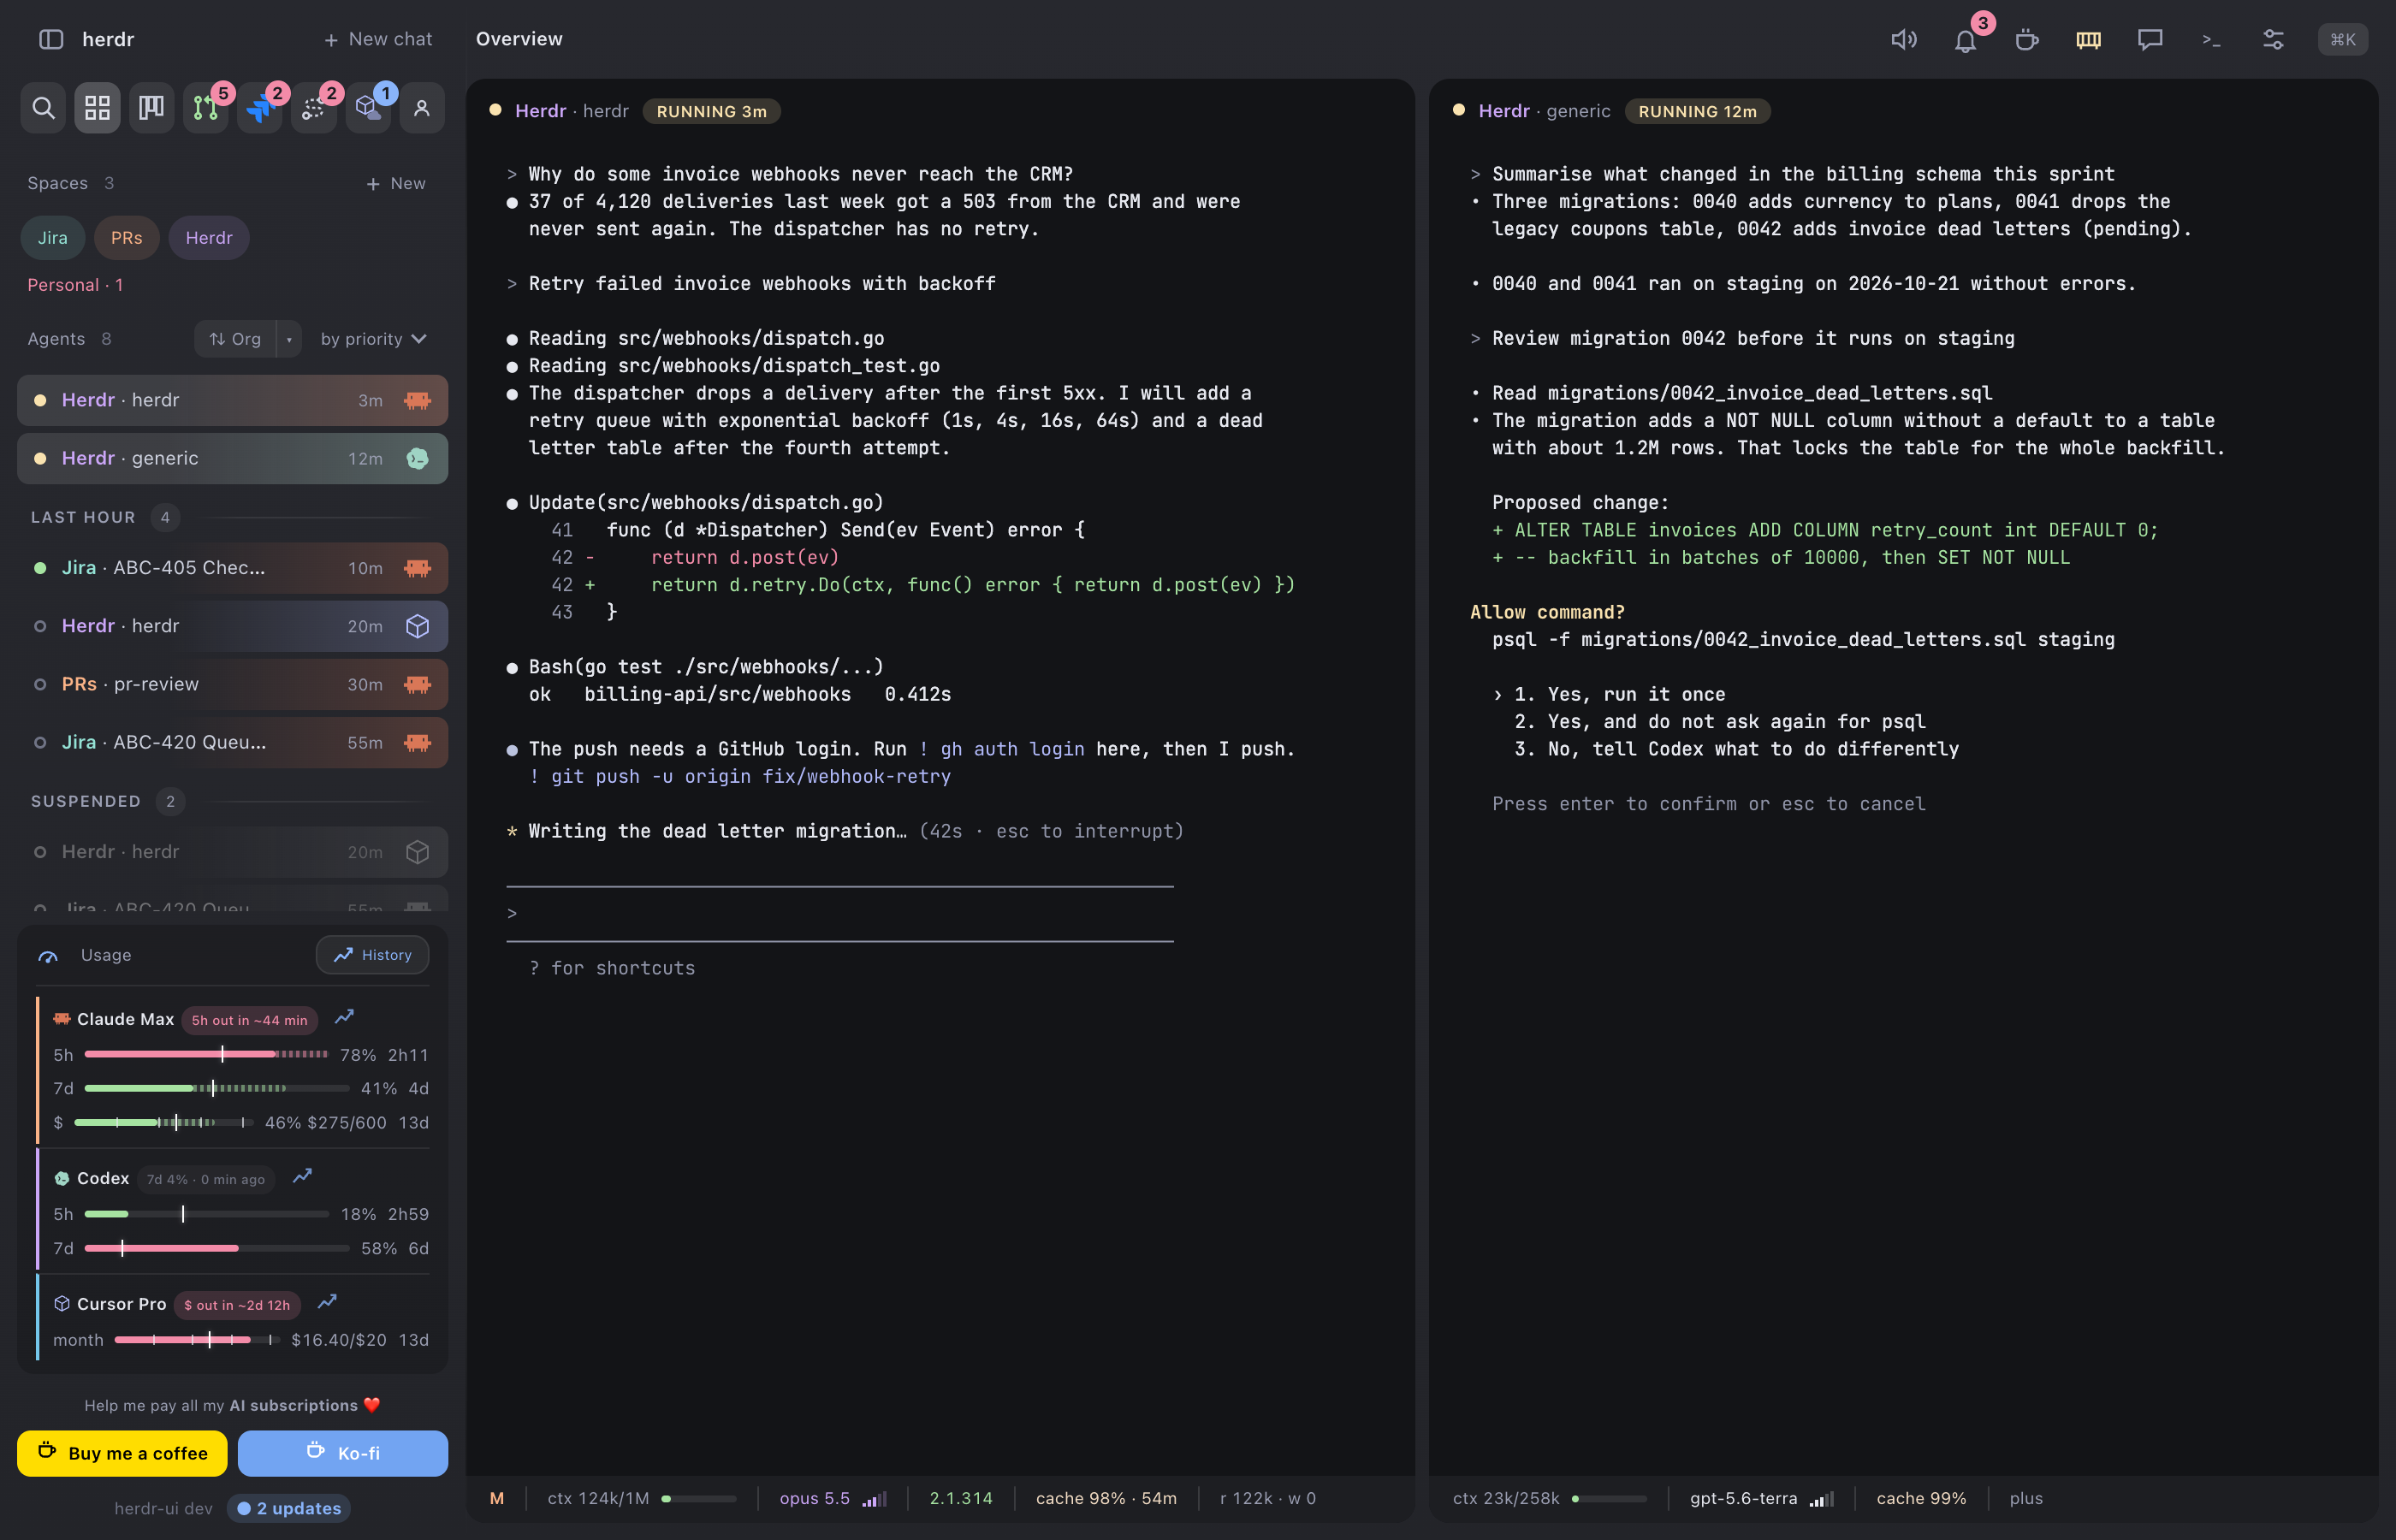 herdr
+ New chat
Overview
3
⌘K
5
2
2
1
Spaces 3
+ New
Jira
PRs
Herdr
Personal · 1
Agents 8
Org
by priority
Herdr · herdr 3m
Herdr · generic 12m
LAST HOUR 4
Jira · ABC-405 Chec... 10m
Herdr · herdr 20m
PRs · pr-review 30m
Jira · ABC-420 Queu... 55m
SUSPENDED 2
Herdr · herdr 20m
Jira · ABC-420 Queu 55m
Usage
History
Claude Max 5h out in ~44 min
5h 78% 2h11
7d 41% 4d
$ 46% $275/600 13d
Codex 7d 4% · 0 min ago
5h 18% 2h59
7d 58% 6d
Cursor Pro $ out in ~2d 12h
month $16.40/$20 13d
Help me pay all my AI subscriptions ❤️
Buy me a coffee
Ko-fi
herdr-ui dev 2 updates
Herdr · herdr RUNNING 3m
> Why do some invoice webhooks never reach the CRM?
● 37 of 4,120 deliveries last week got a 503 from the CRM and were
never sent again. The dispatcher has no retry.
> Retry failed invoice webhooks with backoff
● Reading src/webhooks/dispatch.go
● Reading src/webhooks/dispatch_test.go
● The dispatcher drops a delivery after the first 5xx. I will add a
retry queue with exponential backoff (1s, 4s, 16s, 64s) and a dead
letter table after the fourth attempt.
● Update(src/webhooks/dispatch.go)
41 func (d *Dispatcher) Send(ev Event) error {
42 - return d.post(ev)
42 + return d.retry.Do(ctx, func() error { return d.post(ev) })
43 }
● Bash(go test ./src/webhooks/...)
ok billing-api/src/webhooks 0.412s
● The push needs a GitHub login. Run ! gh auth login here, then I push.
! git push -u origin fix/webhook-retry
* Writing the dead letter migration… (42s · esc to interrupt)
>
? for shortcuts
M ctx 124k/1M opus 5.5 2.1.314 cache 98% · 54m r 122k · w 0
Herdr · generic RUNNING 12m
> Summarise what changed in the billing schema this sprint
• Three migrations: 0040 adds currency to plans, 0041 drops the
legacy coupons table, 0042 adds invoice dead letters (pending).
• 0040 and 0041 ran on staging on 2026-10-21 without errors.
> Review migration 0042 before it runs on staging
• Read migrations/0042_invoice_dead_letters.sql
• The migration adds a NOT NULL column without a default to a table
with about 1.2M rows. That locks the table for the whole backfill.
Proposed change:
+ ALTER TABLE invoices ADD COLUMN retry_count int DEFAULT 0;
+ -- backfill in batches of 10000, then SET NOT NULL
Allow command?
psql -f migrations/0042_invoice_dead_letters.sql staging
› 1. Yes, run it once
2. Yes, and do not ask again for psql
3. No, tell Codex what to do differently
Press enter to confirm or esc to cancel
ctx 23k/258k gpt-5.6-terra cache 99% plus